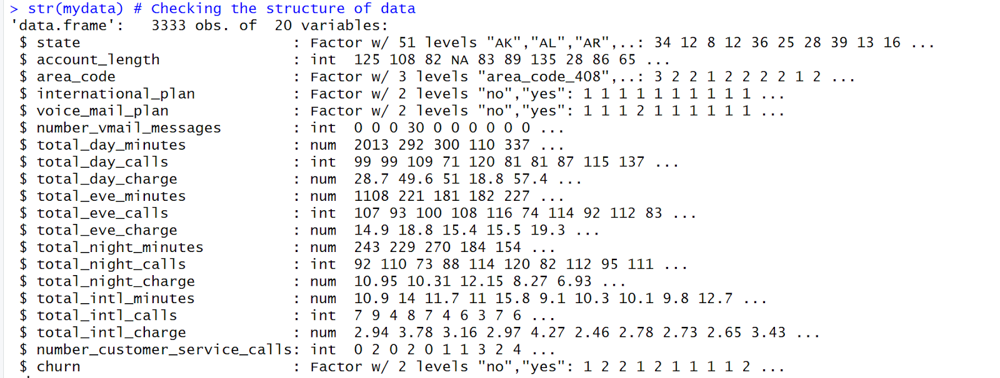 > str(mydata) # Checking the structure of data
'data.frame':   3333 obs. of  20 variables:
 $ state                        : Factor w/ 51 levels "AK","AL","AR",..: 34 12 8 12 36 25 28 39 13 16 ...
 $ account_length               : int  125 108 82 NA 83 89 135 28 86 65 ...
 $ area_code                    : Factor w/ 3 levels "area_code_408",..: 3 2 2 1 2 2 2 2 1 2 ...
 $ international_plan           : Factor w/ 2 levels "no","yes": 1 1 1 1 1 1 1 1 1 1 ...
 $ voice_mail_plan              : Factor w/ 2 levels "no","yes": 1 1 1 2 1 1 1 1 1 1 ...
 $ number_vmail_messages        : int  0 0 0 30 0 0 0 0 0 0 ...
 $ total_day_minutes            : num  2013 292 300 110 337 ...
 $ total_day_calls              : int  99 99 109 71 120 81 81 87 115 137 ...
 $ total_day_charge             : num  28.7 49.6 51 18.8 57.4 ...
 $ total_eve_minutes            : num  1108 221 181 182 227 ...
 $ total_eve_calls              : int  107 93 100 108 116 74 114 92 112 83 ...
 $ total_eve_charge             : num  14.9 18.8 15.4 15.5 19.3 ...
 $ total_night_minutes          : num  243 229 270 184 154 ...
 $ total_night_calls            : int  92 110 73 88 114 120 82 112 95 111 ...
 $ total_night_charge           : num  10.95 10.31 12.15 8.27 6.93 ...
 $ total_intl_minutes           : num  10.9 14 11.7 11 15.8 9.1 10.3 10.1 9.8 12.7 ...
 $ total_intl_calls             : int  7 9 4 8 7 4 6 3 7 6 ...
 $ total_intl_charge            : num  2.94 3.78 3.16 2.97 4.27 2.46 2.78 2.73 2.65 3.43 ...
 $ number_customer_service_calls: int  0 2 0 2 0 1 1 3 2 4 ...
 $ churn                        : Factor w/ 2 levels "no","yes": 1 2 2 1 2 1 1 1 1 2 ...